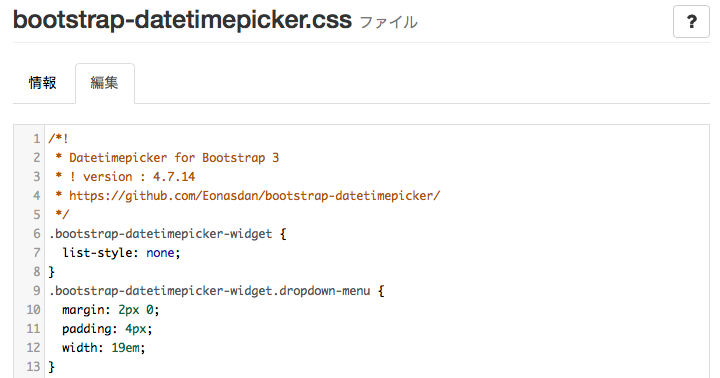 bootstrap-datetimepicker.css ファイル
?
情報 編集
1 /*!
2  * Datetimepicker for Bootstrap 3
3  * ! version : 4.7.14
4  * https://github.com/Eonasdan/bootstrap-datetimepicker/
5  */
6 .bootstrap-datetimepicker-widget {
7   list-style: none;
8 }
9 .bootstrap-datetimepicker-widget.dropdown-menu {
10   margin: 2px 0;
11   padding: 4px;
12   width: 19em;
13 }